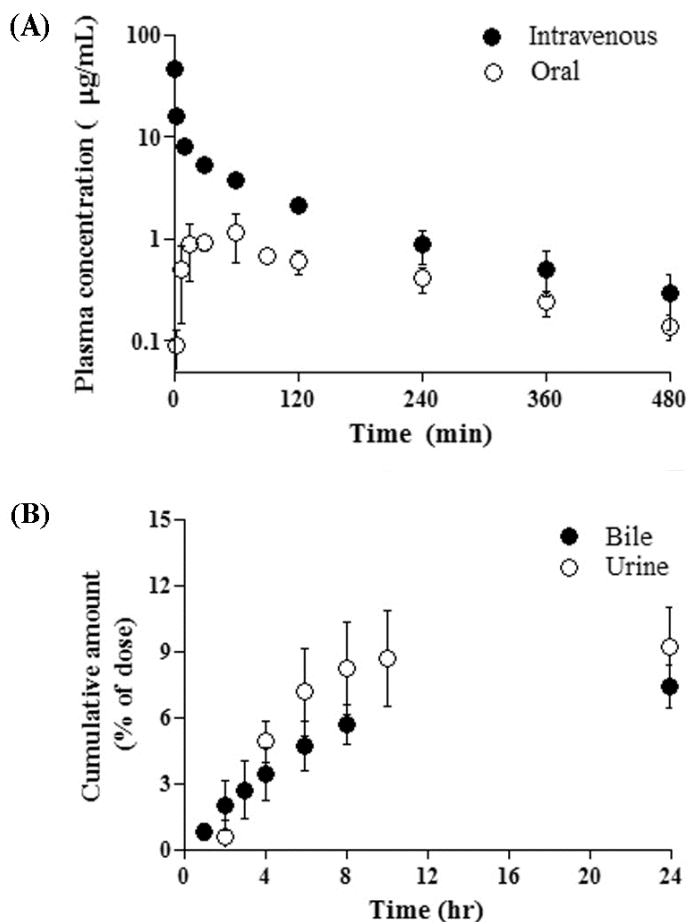 (A)
Plasma concentration ( μg/mL)
100
10
1
0.1
Intravenous
Oral
0 120 240 360 480
Time (min)
(B)
Cumulative amount
(% of dose)
15
12
9
6
3
0
Bile
Urine
0 4 8 12 16 20 24
Time (hr)